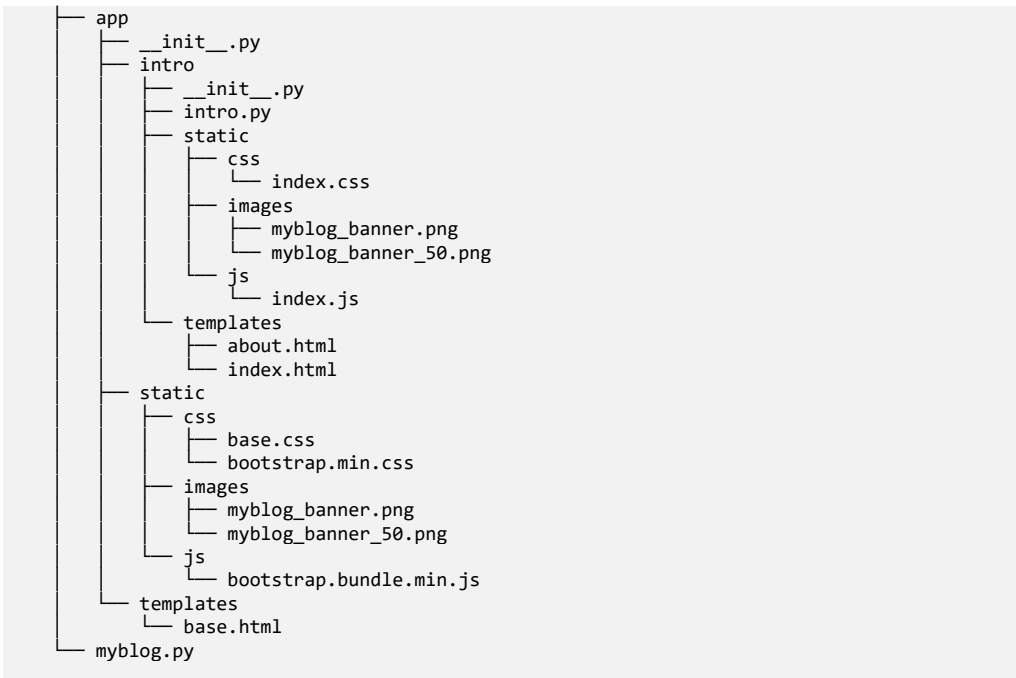 ├── app
│   ├── __init__.py
│   ├── intro
│   │   ├── __init__.py
│   │   ├── intro.py
│   │   ├── static
│   │   │   ├── css
│   │   │   │   └── index.css
│   │   │   ├── images
│   │   │   │   ├── myblog_banner.png
│   │   │   │   └── myblog_banner_50.png
│   │   │   └── js
│   │   │       └── index.js
│   │   └── templates
│   │       ├── about.html
│   │       └── index.html
│   ├── static
│   │   ├── css
│   │   │   ├── base.css
│   │   │   └── bootstrap.min.css
│   │   ├── images
│   │   │   ├── myblog_banner.png
│   │   │   └── myblog_banner_50.png
│   │   └── js
│   │       └── bootstrap.bundle.min.js
│   └── templates
│       └── base.html
└── myblog.py